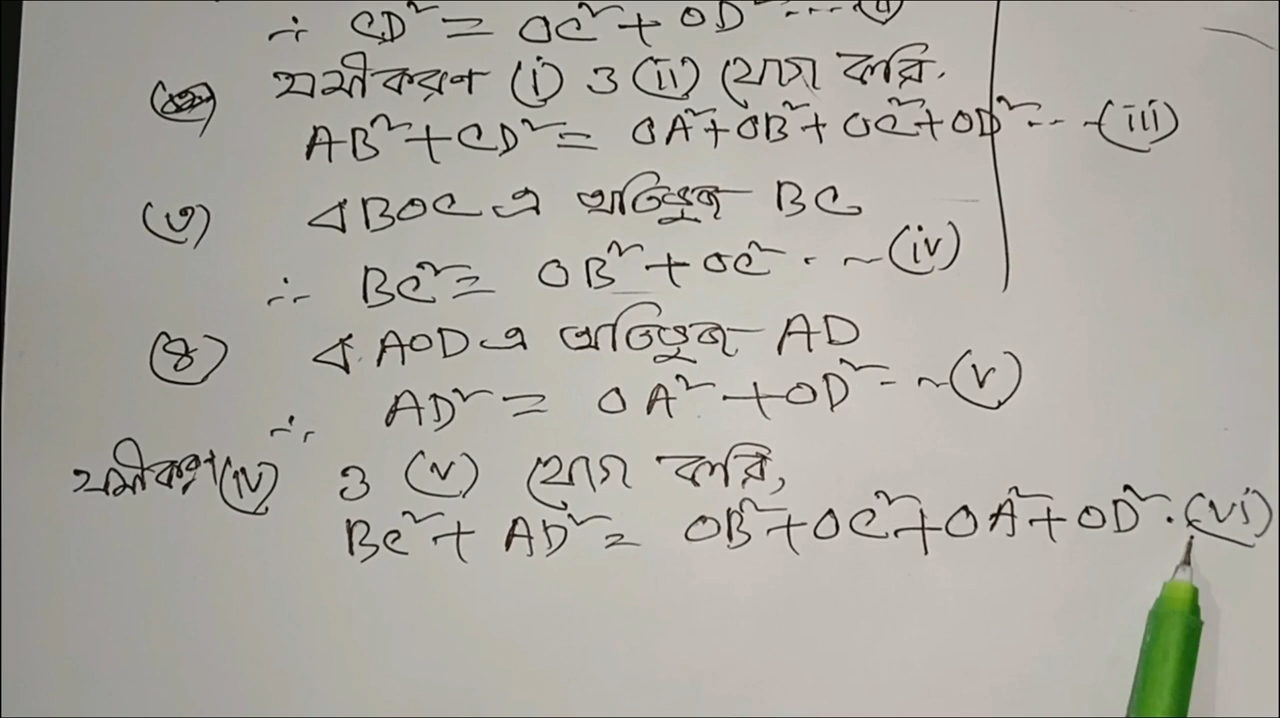 ∴ CD² = OC² + OD² --- (ii)
সমীকরণ (i) ও (ii) যোগ করি.
AB² + CD² = OA² + OB² + OC² + OD² -- - (iii)
(৩) ⊿BOC এ অতিভুজ BC
∴ BC² = OB² + OC² . -~ (iv)
(৪) ⊿ AOD এ অতিভুজ AD
∴ AD² = OA² + OD² - ~ (v)
সমীকরণ (iv) ও (v) যোগ করি,
BC² + AD² = OB² + OC² + OA² + OD² . (vi)